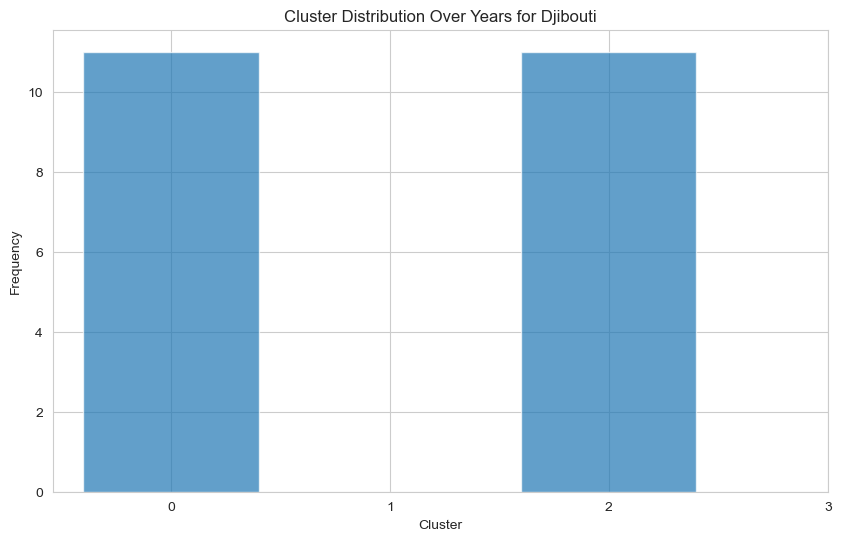 Cluster Distribution Over Years for Djibouti
10
8
6
4
2
0
Frequency
0 1 2 3
Cluster